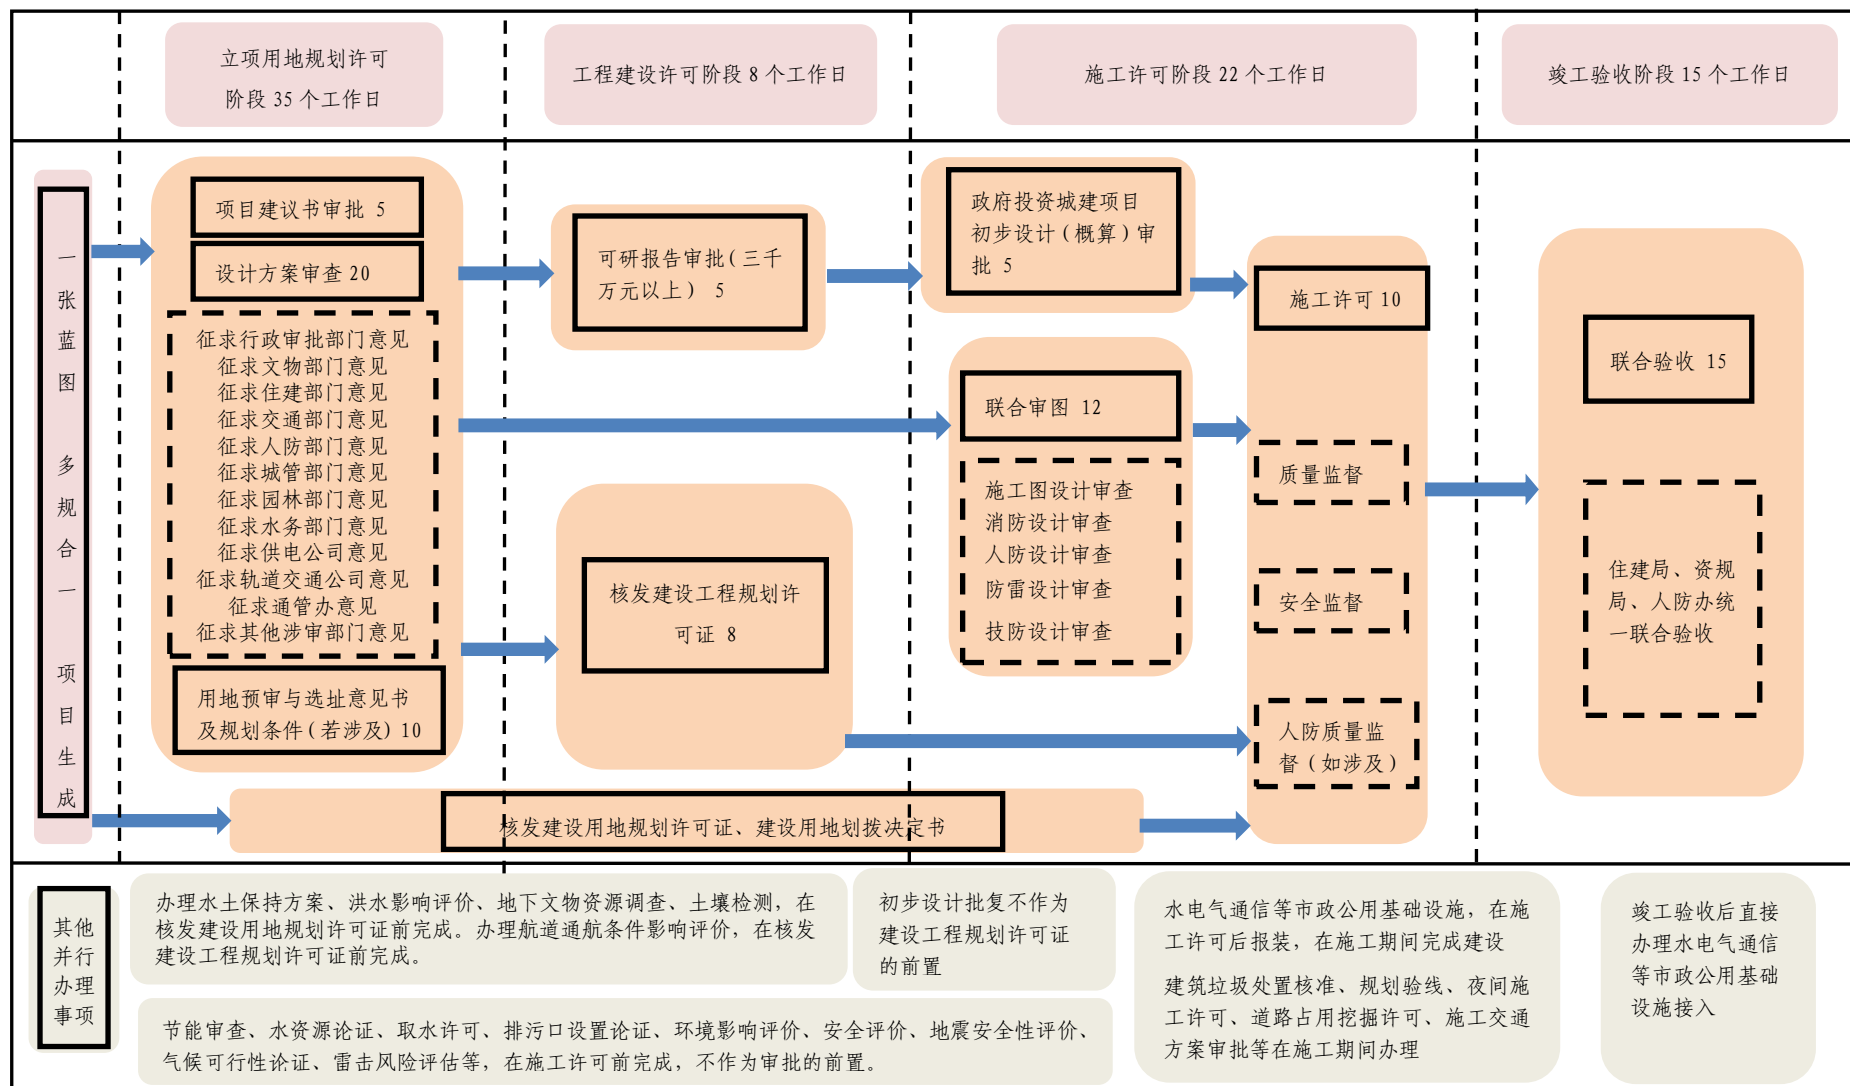 立项用地规划许可
阶段 35 个工作日
工程建设许可阶段 8 个工作日
施工许可阶段 22 个工作日
竣工验收阶段 15 个工作日
一张蓝图 多规合一 项目生成
项目建议书审批 5
设计方案审查 20
征求行政审批部门意见
征求文物部门意见
征求住建部门意见
征求交通部门意见
征求人防部门意见
征求城管部门意见
征求园林部门意见
征求水务部门意见
征求供电公司意见
征求轨道交通公司意见
征求通管办意见
征求其他涉审部门意见
用地预审与选址意见书
及规划条件(若涉及) 10
可研报告审批(三千
万元以上) 5
核发建设工程规划许
可证 8
政府投资城建项目
初步设计(概算)审
批 5
联合审图 12
施工图设计审查
消防设计审查
人防设计审查
防雷设计审查
技防设计审查
施工许可 10
质量监督
安全监督
人防质量监
督(如涉及)
联合验收 15
住建局、资规
局、人防办统
一联合验收
核发建设用地规划许可证、建设用地划拨决定书
其他
并行
办理
事项
办理水土保持方案、洪水影响评价、地下文物资源调查、土壤检测，在
核发建设用地规划许可证前完成。办理航道通航条件影响评价，在核发
建设工程规划许可证前完成。
初步设计批复不作为
建设工程规划许可证
的前置
节能审查、水资源论证、取水许可、排污口设置论证、环境影响评价、安全评价、地震安全性评价、
气候可行性论证、雷击风险评估等，在施工许可前完成，不作为审批的前置。
水电气通信等市政公用基础设施，在施
工许可后报装，在施工期间完成建设
建筑垃圾处置核准、规划验线、夜间施
工许可、道路占用挖掘许可、施工交通
方案审批等在施工期间办理
竣工验收后直接
办理水电气通信
等市政公用基础
设施接入